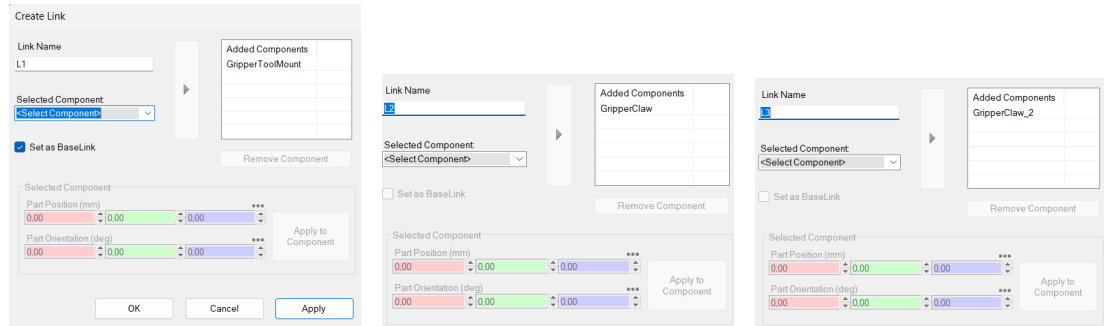 Create Link
Link Name
L1
Selected Component:
<Select Component>
Set as BaseLink
Added Components
GripperToolMount
Remove Component
Selected Component
Part Position (mm)
0,00 0,00 0,00
Part Orientation (deg)
0,00 0,00 0,00
Apply to
Component
OK Cancel Apply
Link Name
L2
Selected Component:
<Select Component>
Set as BaseLink
Added Components
GripperClaw
Remove Component
Selected Component
Part Position (mm)
0,00 0,00 0,00
Part Orientation (deg)
0,00 0,00 0,00
Apply to
Component
Link Name
L3
Selected Component:
<Select Component>
Set as BaseLink
Added Components
GripperClaw_2
Remove Component
Selected Component
Part Position (mm)
0,00 0,00 0,00
Part Orientation (deg)
0,00 0,00 0,00
Apply to
Component